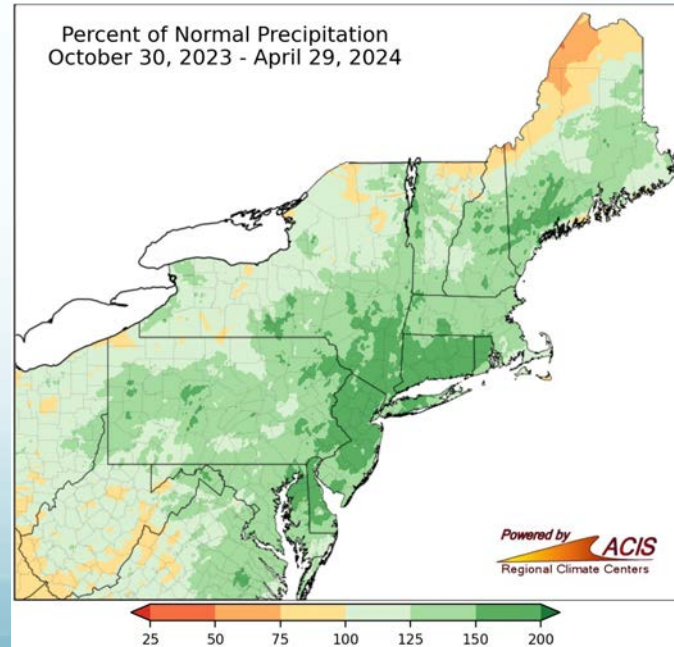 Percent of Normal Precipitation
October 30, 2023 - April 29, 2024
Powered by
ACIS
Regional Climate Centers
25 50 75 100 125 150 200